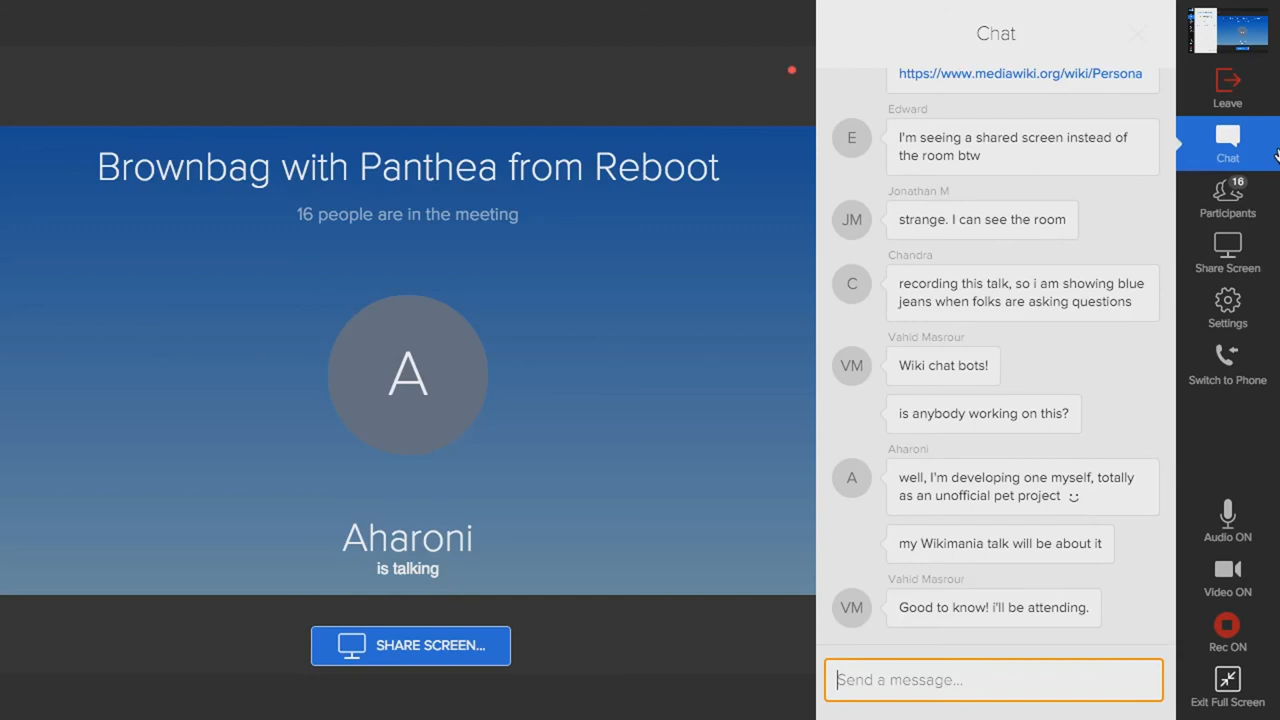 Brownbag with Panthea from Reboot
16 people are in the meeting
A
Aharoni
is talking
SHARE SCREEN...
Chat
https://www.mediawiki.org/wiki/Persona
Edward
E
I'm seeing a shared screen instead of
the room btw
Jonathan M
JM
strange. I can see the room
Chandra
C
recording this talk, so i am showing blue
jeans when folks are asking questions
Vahid Masrour
VM
Wiki chat bots!
is anybody working on this?
Aharoni
A
well, I'm developing one myself, totally
as an unofficial pet project
my Wikimania talk will be about it
Vahid Masrour
VM
Good to know! i'll be attending.
Send a message...
Leave
Chat
16
Participants
Share Screen
Settings
Switch to Phone
Audio ON
Video ON
Rec ON
Exit Full Screen